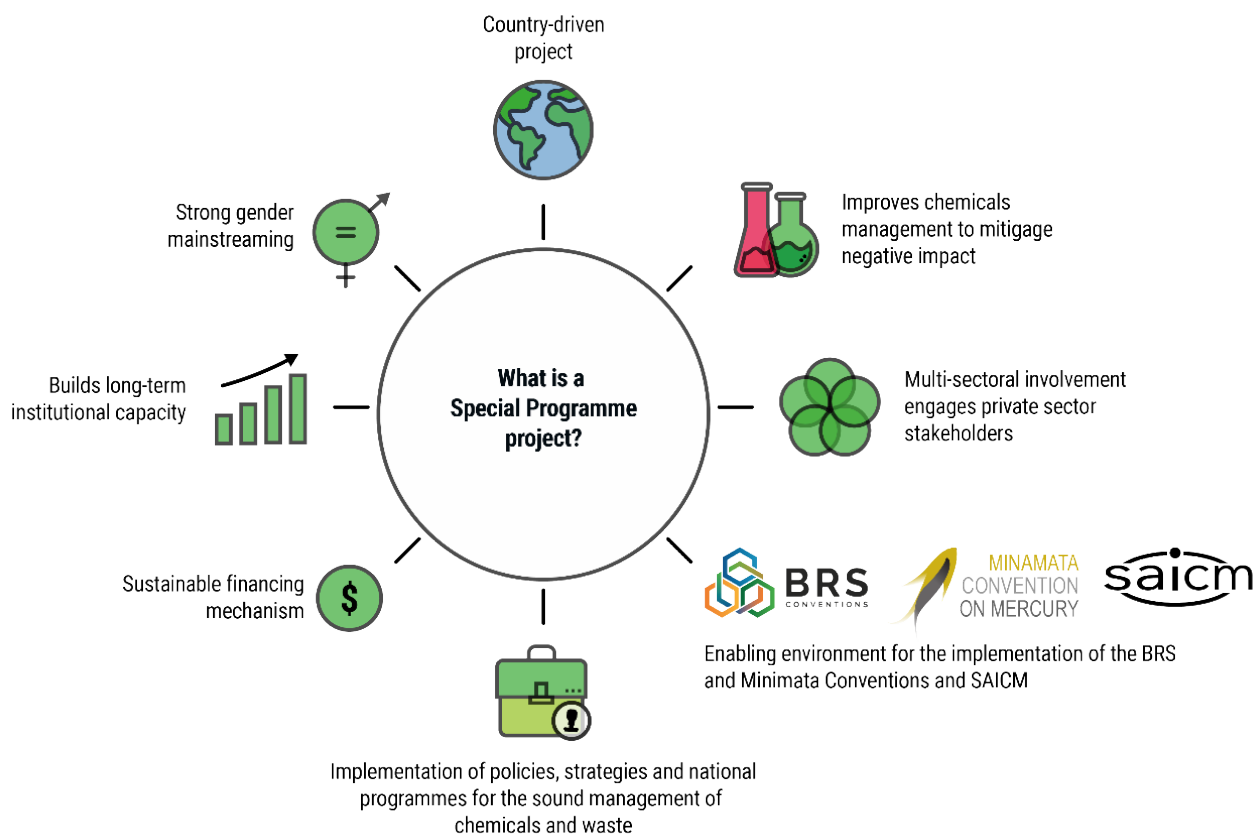 Country-driven
project
Improves chemicals
management to mitigage
negative impact
Multi-sectoral involvement
engages private sector
stakeholders
BRS
CONVENTIONS
MINAMATA
CONVENTION
ON MERCURY
saicm
Enabling environment for the implementation of the BRS
and Minimata Conventions and SAICM
Implementation of policies, strategies and national
programmes for the sound management of
chemicals and waste
$
Sustainable financing
mechanism
Builds long-term
institutional capacity
=
Strong gender
mainstreaming
What is a
Special Programme
project?